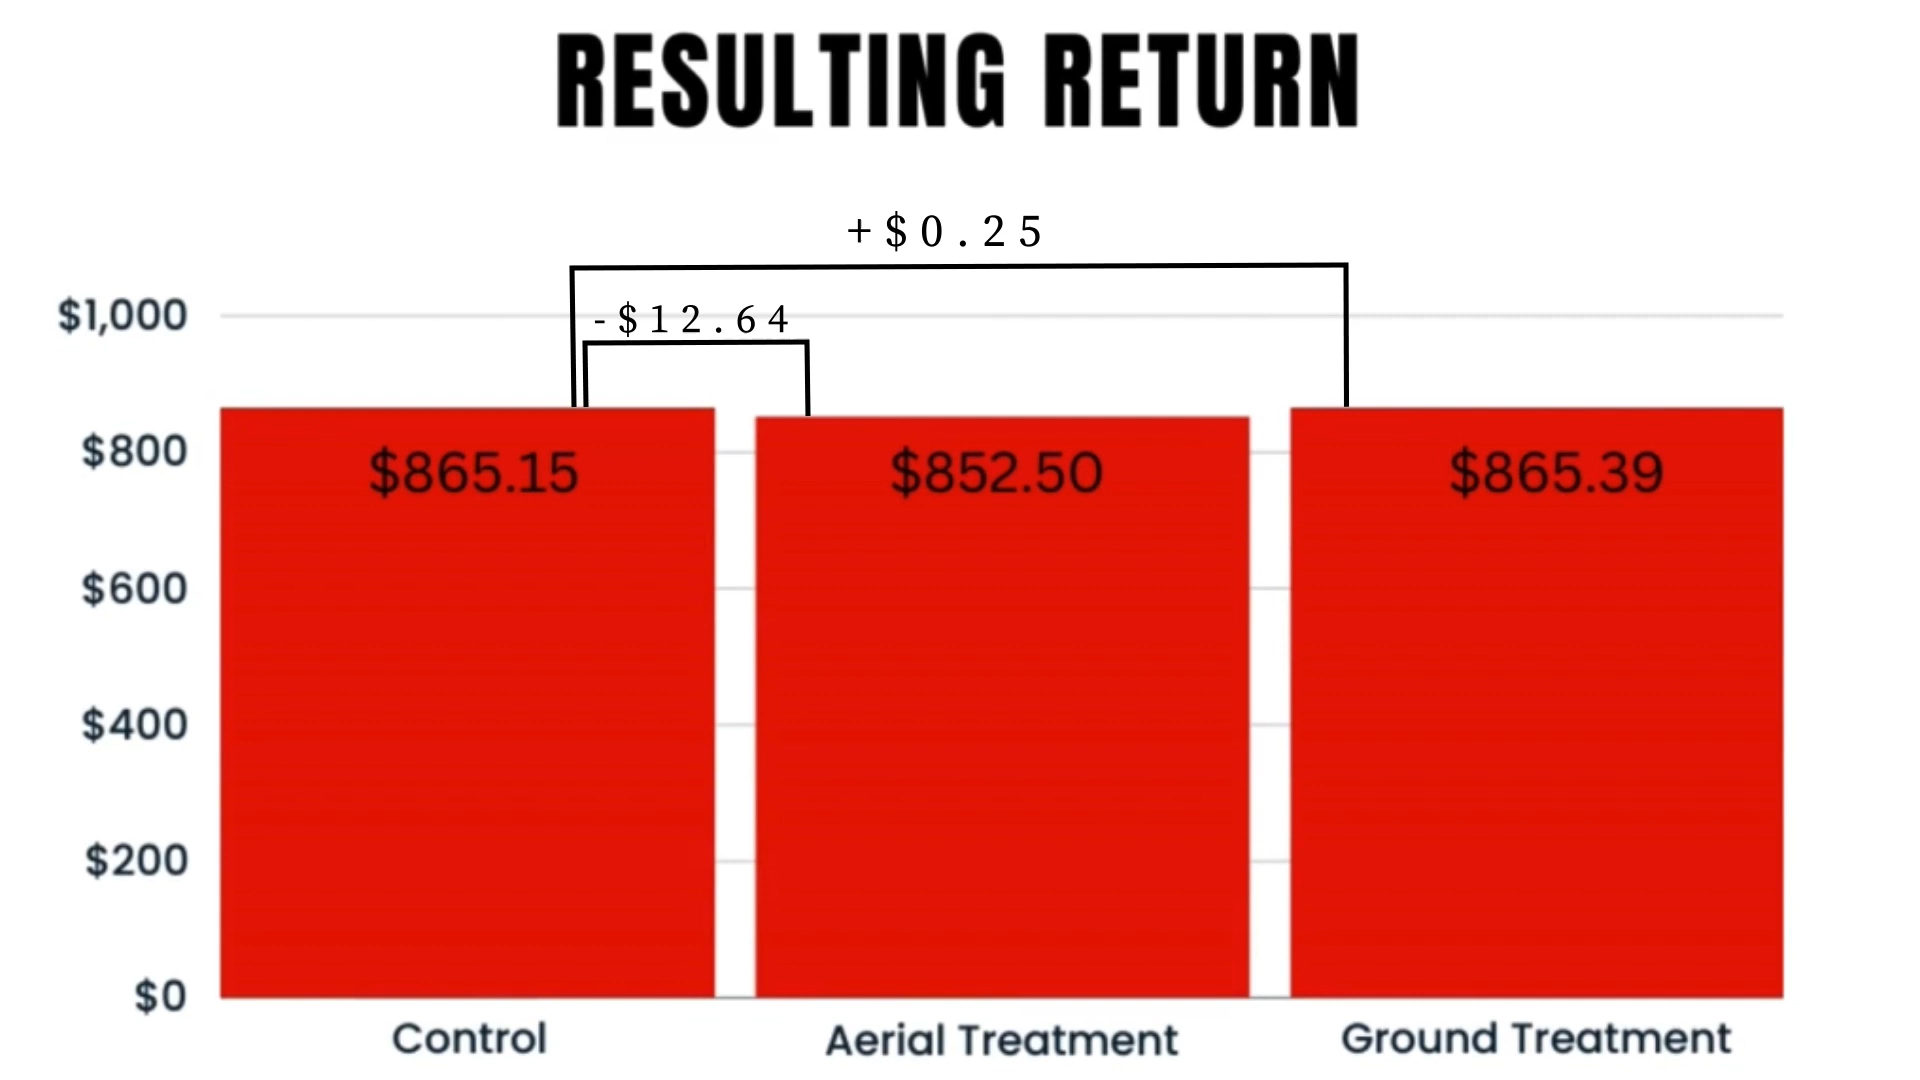 RESULTING RETURN
+$0.25
-$12.64
$1,000
$800
$600
$400
$200
$0
$865.15
$852.50
$865.39
Control
Aerial Treatment
Ground Treatment